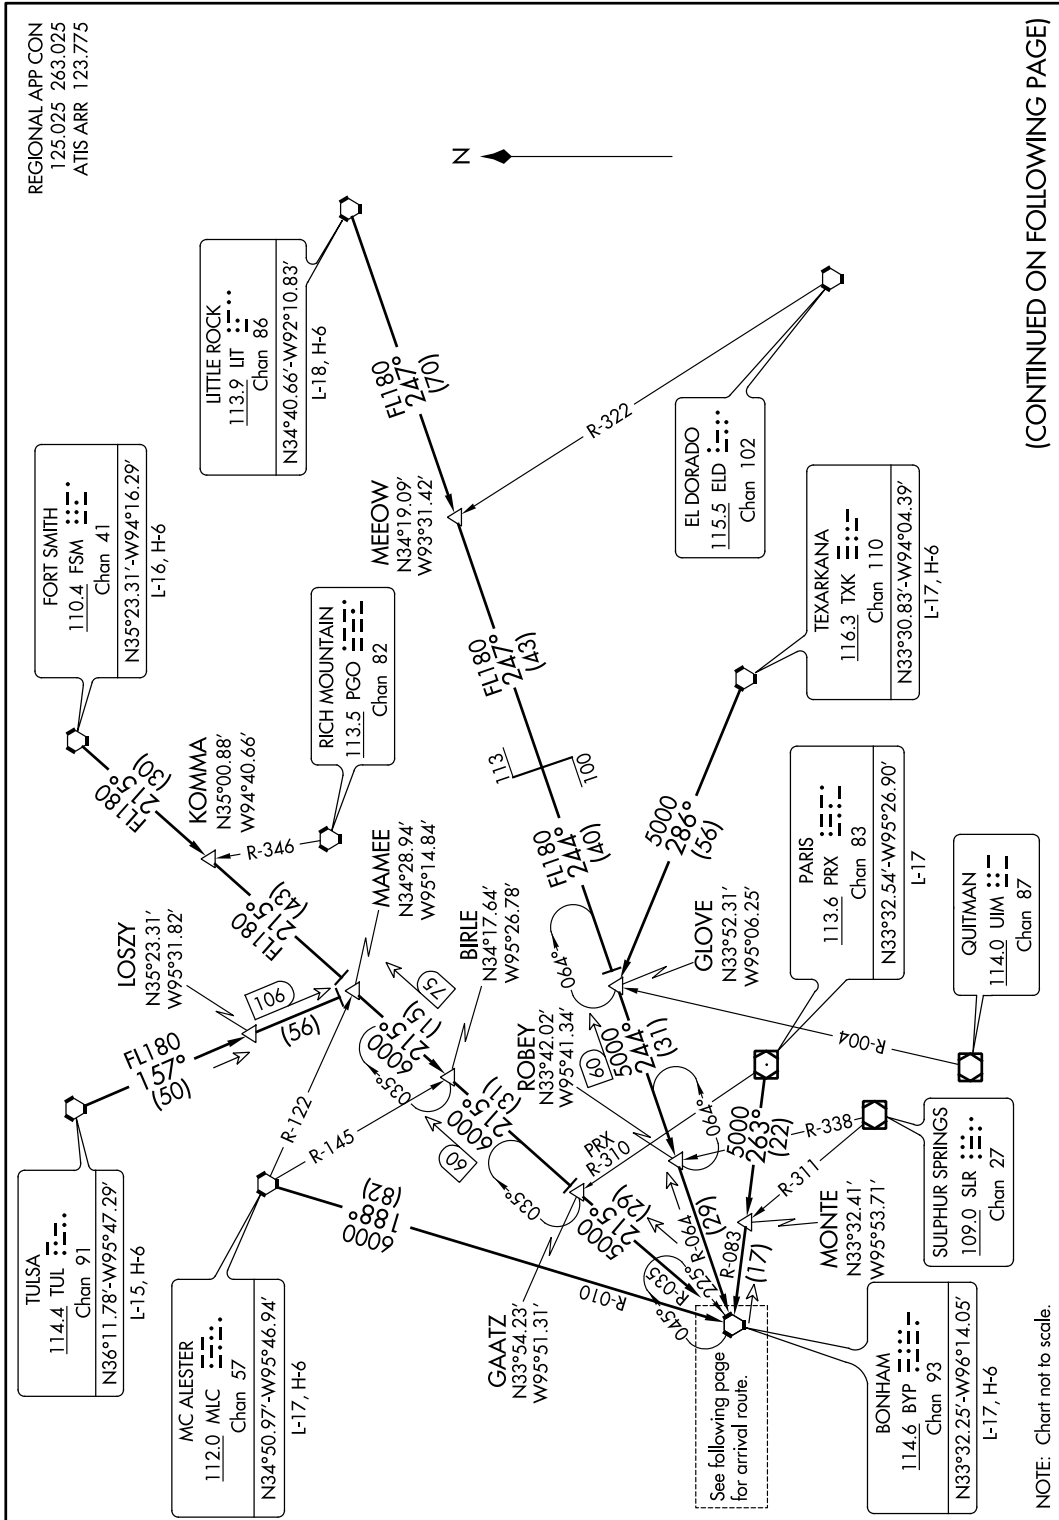 REGIONAL APP CON
125.025 263.025
ATIS ARR 123.775
TULSA
114.4 TUL
Chan 91
N36°11.78'-W95°47.29'
L-15, H-6
FL180
157°
(50)
LOSZY
N35°23.31'
W95°31.82'
106
(56)
FORT SMITH
110.4 FSM
Chan 41
N35°23.31'-W94°16.29'
L-16, H-6
FL180
215°
(30)
KOMMA
N35°00.88'
W94°40.66'
R-346
RICH MOUNTAIN
113.5 PGO
Chan 82
FL180
215°
(43)
MAMEE
N34°28.94'
W95°14.84'
LITTLE ROCK
113.9 LIT
Chan 86
N34°40.66'-W92°10.83'
L-18, H-6
FL180
247°
(70)
N
MEEOW
N34°19.09'
W93°31.42'
R-322
EL DORADO
115.5 ELD
Chan 102
FL180
247°
(43)
113
100
FL180
244°
(40)
MC ALESTER
112.0 MLC
Chan 57
N34°50.97'-W95°46.94'
L-17, H-6
R-122
R-145
6000
188°
(82)
R-010
6000
215°
(15)
75
035°
BIRLE
N34°17.64'
W95°26.78'
6000
215°
(31)
60
035°
GAATZ
N33°54.23'
W95°51.31'
5000
215°
(29)
R-035
PRX
R-310
ROBEY
N33°42.02'
W95°41.34'
60
5000
244°
(31)
064°
GLOVE
N33°52.31'
W95°06.25'
064°
(29)
R-064
225°
045°
5000
286°
(56)
TEXARKANA
116.3 TXK
Chan 110
N33°30.83'-W94°04.39'
L-17, H-6
PARIS
113.6 PRX
Chan 83
N33°32.54'-W95°26.90'
L-17
5000
263°
(22)
R-083
(17)
R-004
QUITMAN
114.0 UIM
Chan 87
R-338
R-311
SULPHUR SPRINGS
109.0 SLR
Chan 27
MONTE
N33°32.41'
W95°53.71'
See following page
for arrival route.
BONHAM
114.6 BYP
Chan 93
N33°32.25'-W96°14.05'
L-17, H-6
NOTE: Chart not to scale.
(CONTINUED ON FOLLOWING PAGE)